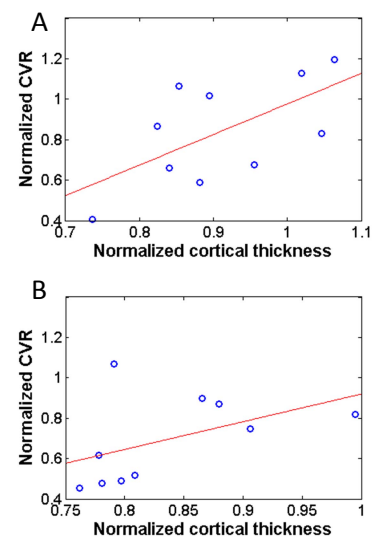 A
Normalized CVR
1.2
1
0.8
0.6
0.4
0.7 0.8 0.9 1 1.1
Normalized cortical thickness
B
Normalized CVR
1.2
1
0.8
0.6
0.4
0.75 0.8 0.85 0.9 0.95 1
Normalized cortical thickness